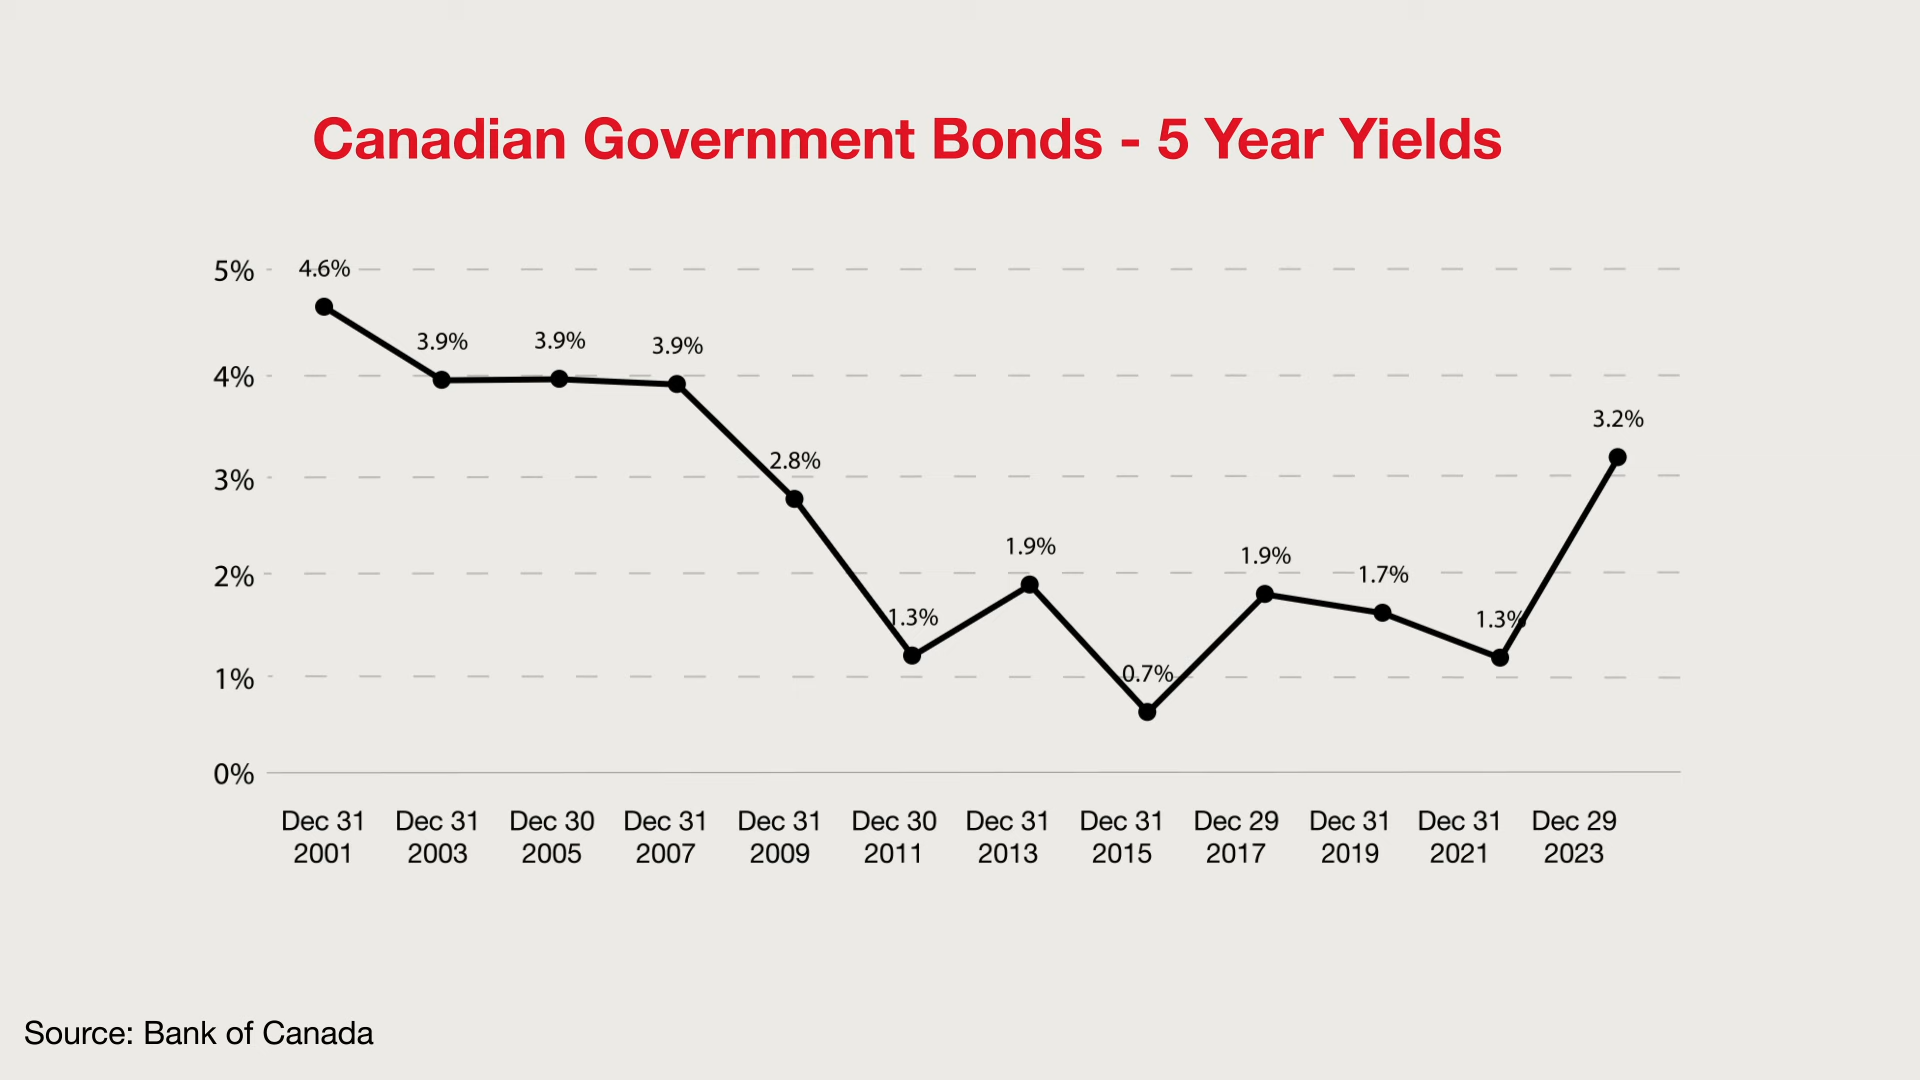 Canadian Government Bonds - 5 Year Yields
5%
4%
3%
2%
1%
0%
4.6%
3.9%
3.9%
3.9%
2.8%
1.3%
1.9%
0.7%
1.9%
1.7%
1.3%
3.2%
Dec 31
2001
Dec 31
2003
Dec 30
2005
Dec 31
2007
Dec 31
2009
Dec 30
2011
Dec 31
2013
Dec 31
2015
Dec 29
2017
Dec 31
2019
Dec 31
2021
Dec 29
2023
Source: Bank of Canada